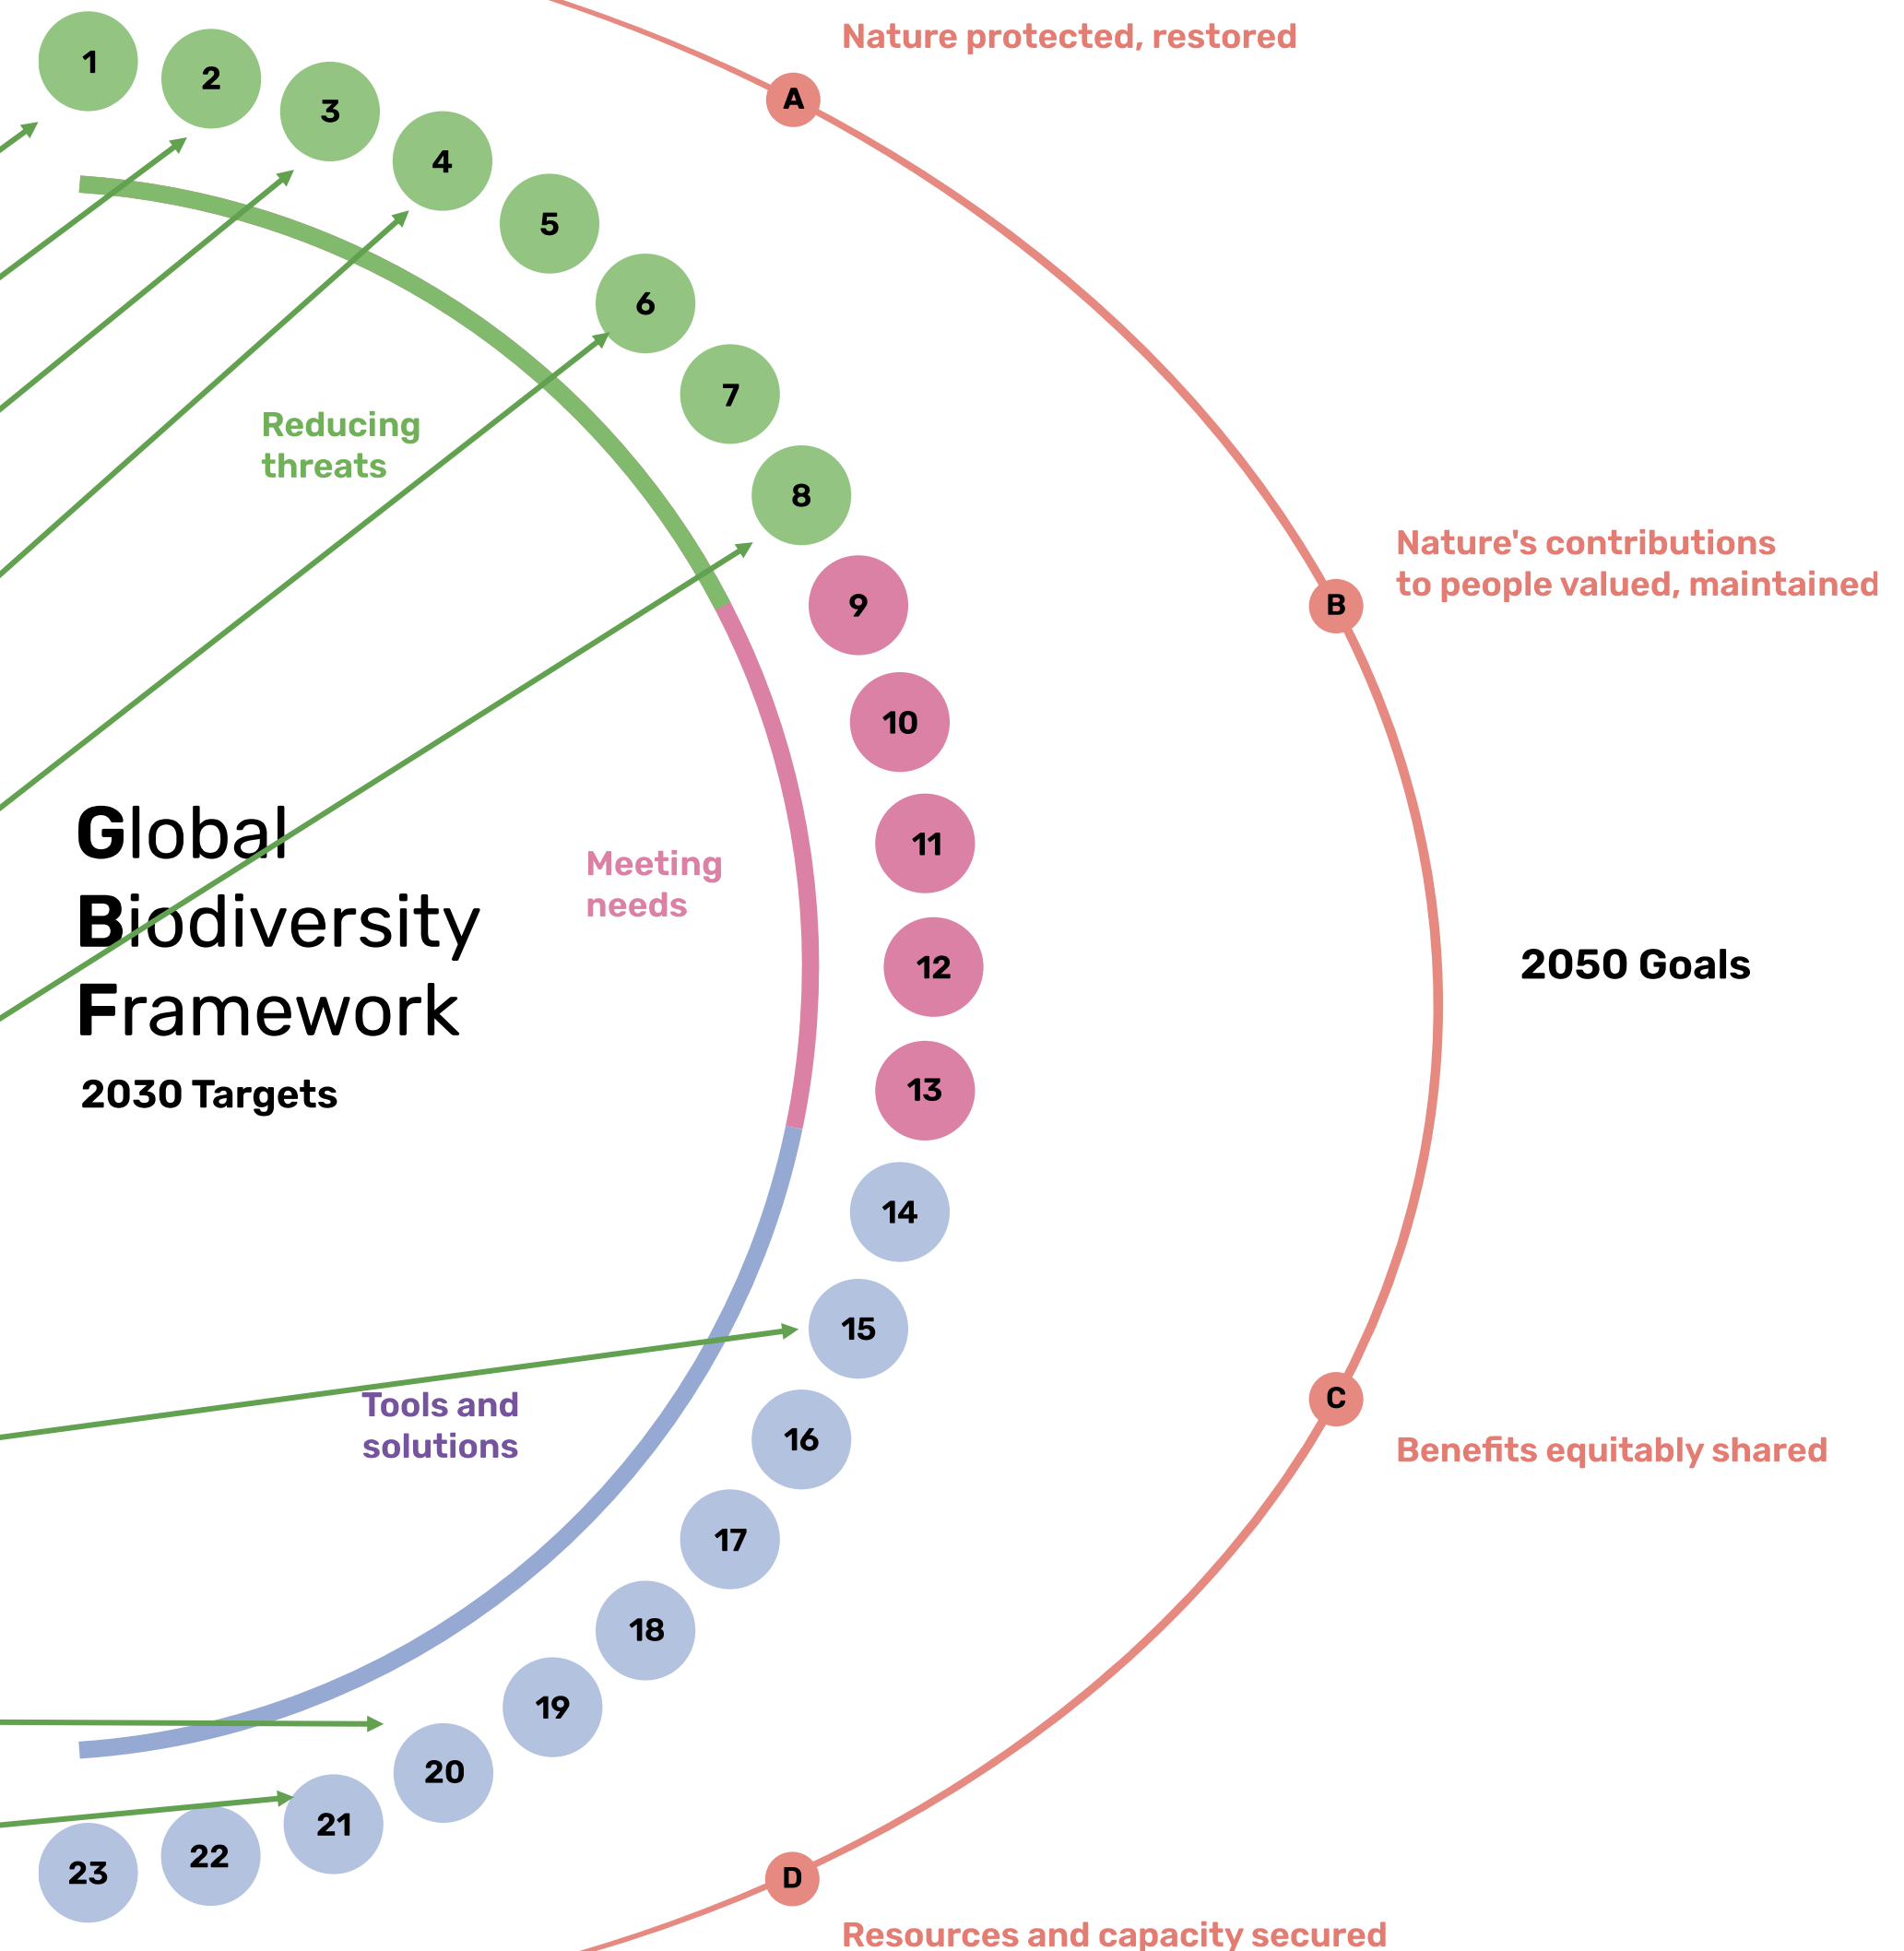 Nature protected, restored
1
2
3
A
4
5
6
7
Reducing
threats
8
Nature's contributions
to people valued, maintained
9
B
10
Global
Biodiversity
Framework
2030 Targets
11
Meeting
needs
12
2050 Goals
13
14
15
Tools and
solutions
C
Benefits equitably shared
16
17
18
19
20
21
22
23
D
Resources and capacity secured